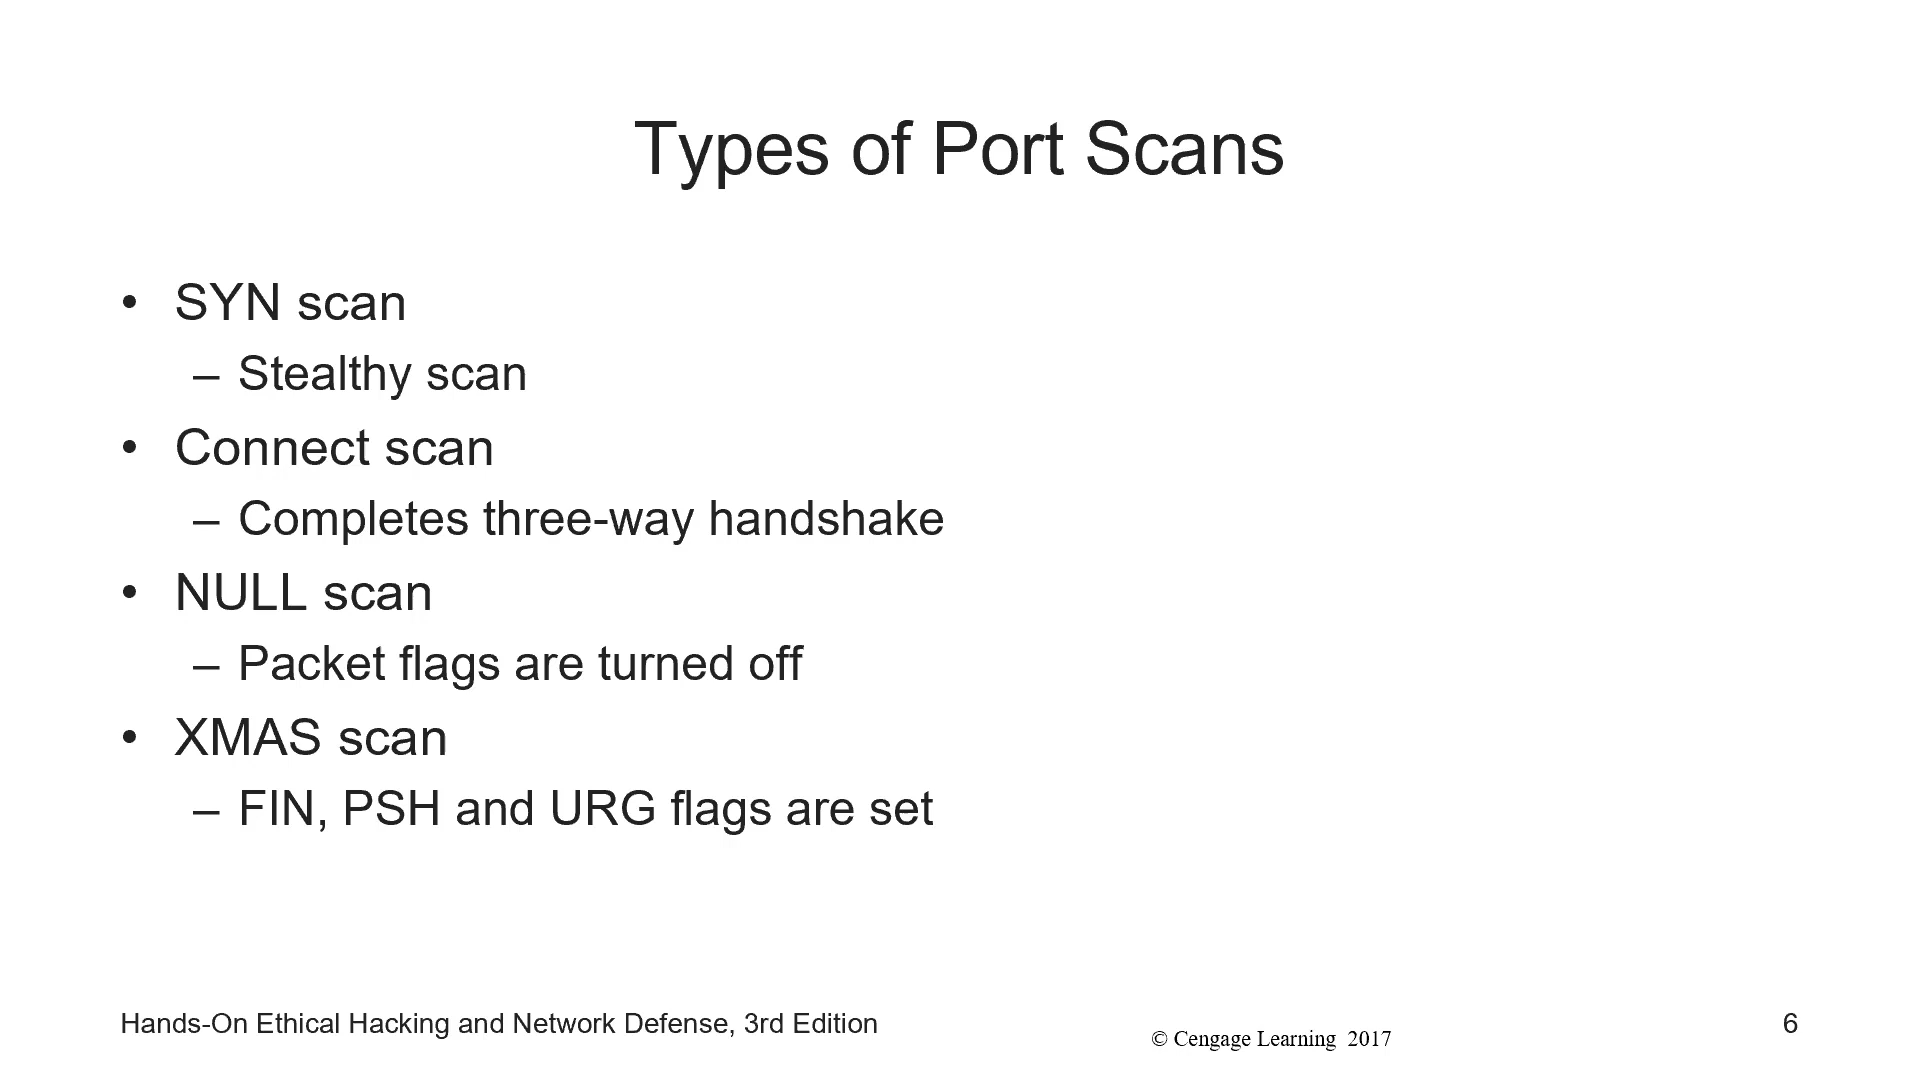 Types of Port Scans
• SYN scan
– Stealthy scan
• Connect scan
– Completes three-way handshake
• NULL scan
– Packet flags are turned off
• XMAS scan
– FIN, PSH and URG flags are set
Hands-On Ethical Hacking and Network Defense, 3rd Edition
© Cengage Learning 2017
6